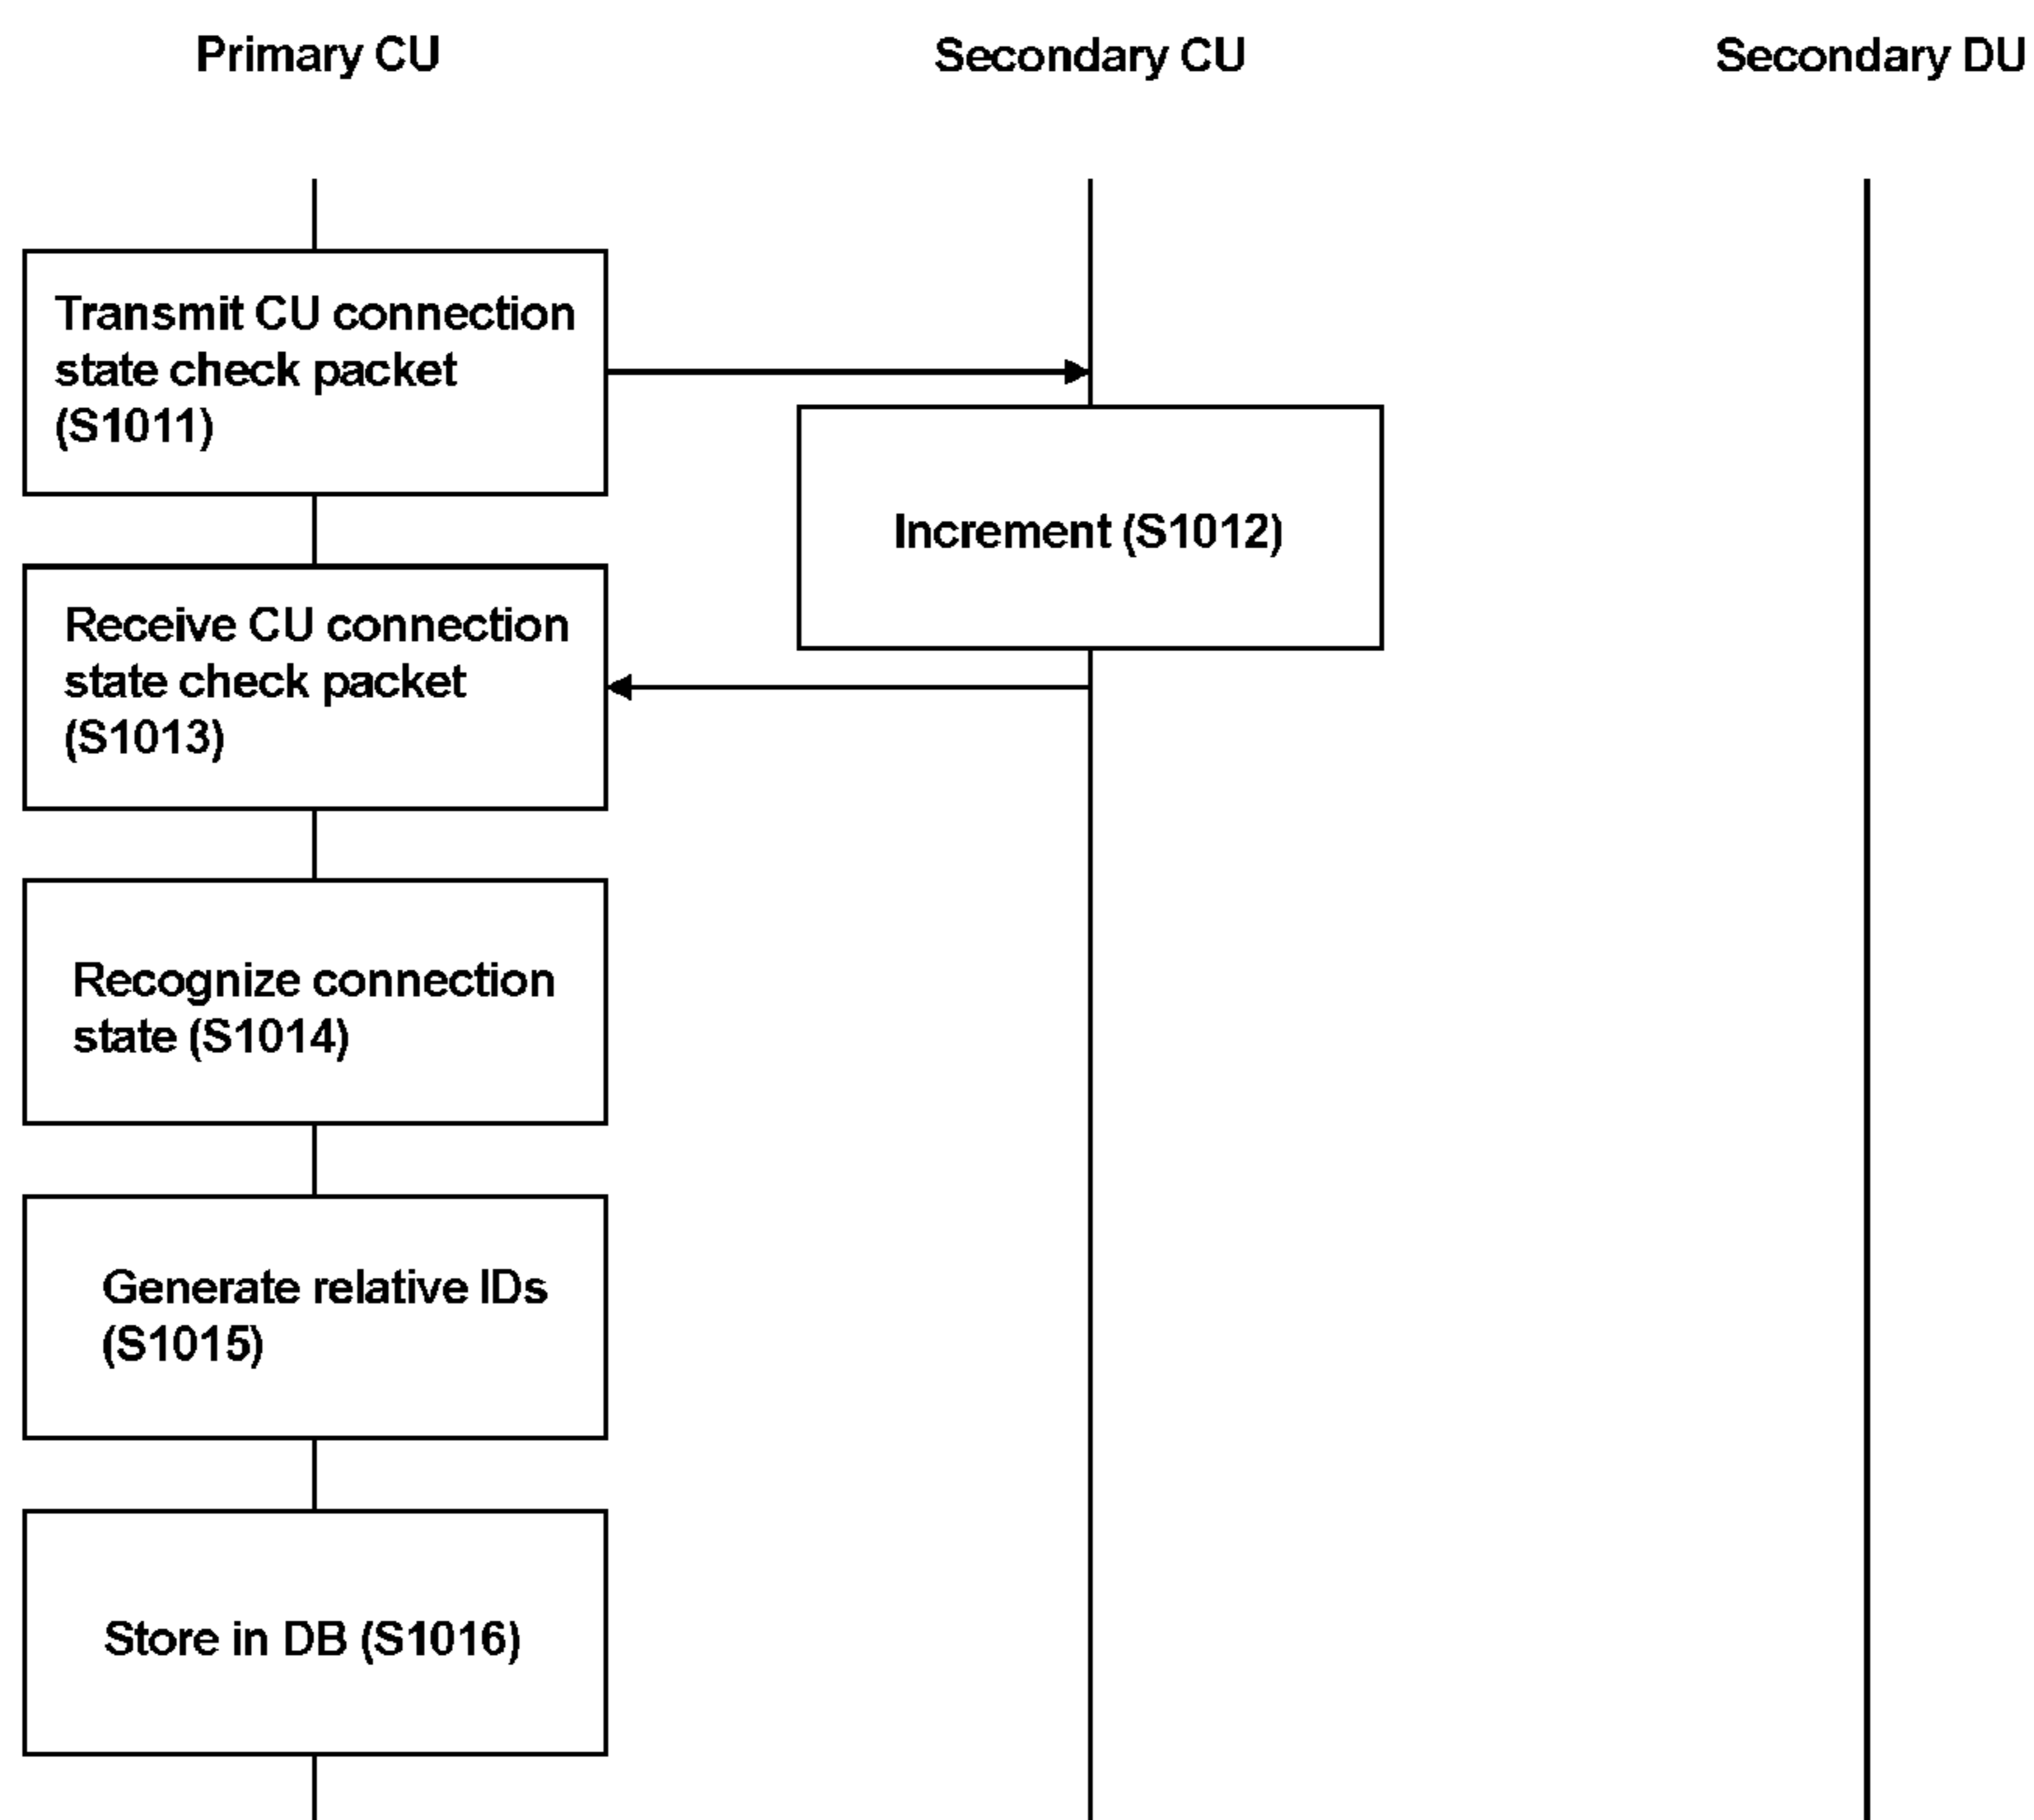 Primary CU
Secondary CU
Secondary DU
Transmit CU connection
state check packet
(S1011)
Increment (S1012)
Receive CU connection
state check packet
(S1013)
Recognize connection
state (S1014)
Generate relative IDs
(S1015)
Store in DB (S1016)